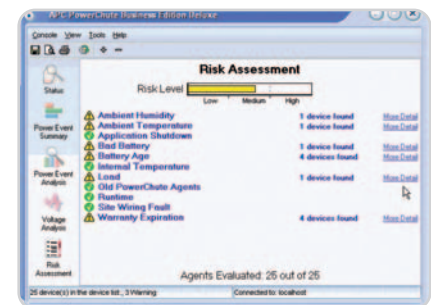 APC PowerChute Business Edition Deluxe
Console View Tools Help
Risk Assessment
Risk Level
Low Medium High
Status
Power Event
Summary
Power Event
Analysis
Voltage
Analysis
Risk
Assessment
Ambient Humidity 1 device found More Detail
Ambient Temperature 1 device found More Detail
Application Shutdown
Bad Battery 1 device found More Detail
Battery Age 4 devices found More Detail
Internal Temperature
Load 1 device found More Detail
Old PowerChute Agents
Runtime
Site Wiring Fault
Warranty Expiration 4 devices found More Detail
Agents Evaluated: 25 out of 25
25 device(s) in the device list., 3 Warning
Connected to: localhost